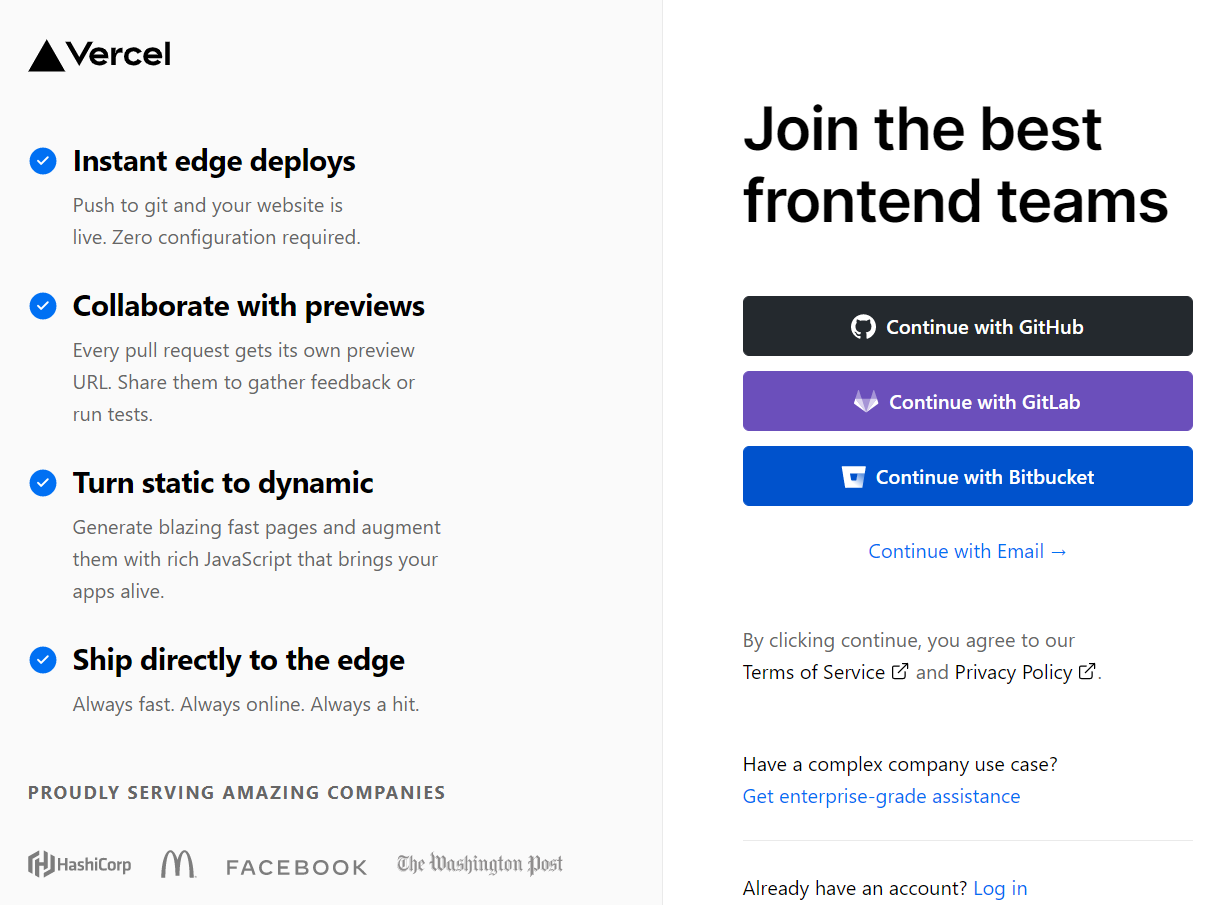 Vercel
Instant edge deploys
Push to git and your website is
live. Zero configuration required.
Collaborate with previews
Every pull request gets its own preview
URL. Share them to gather feedback or
run tests.
Turn static to dynamic
Generate blazing fast pages and augment
them with rich JavaScript that brings your
apps alive.
Ship directly to the edge
Always fast. Always online. Always a hit.
PROUDLY SERVING AMAZING COMPANIES
HashiCorp FACEBOOK The Washington Post
Join the best
frontend teams
Continue with GitHub
Continue with GitLab
Continue with Bitbucket
Continue with Email →
By clicking continue, you agree to our
Terms of Service and Privacy Policy.
Have a complex company use case?
Get enterprise-grade assistance
Already have an account? Log in